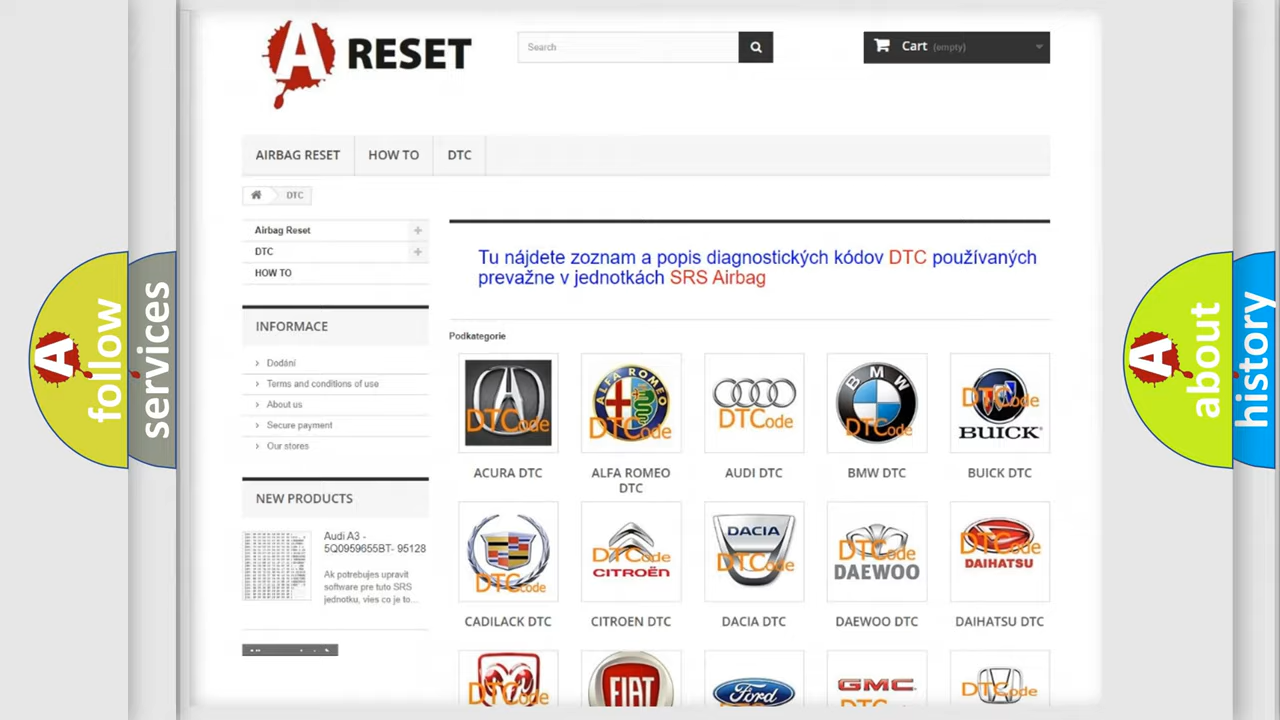 A RESET
Search
Cart (empty)
AIRBAG RESET
HOW TO
DTC
DTC
Airbag Reset
DTC
HOW TO
INFORMACE
Dodání
Terms and conditions of use
About us
Secure payment
Our stores
NEW PRODUCTS
Audi A3 -
5Q0959655BT- 95128
Ak potrebujes upravit
software pre tuto SRS
jednotku, vies co je to...
Tu nájdete zoznam a popis diagnostických kódov DTC používaných
prevažne v jednotkách SRS Airbag
Podkategorie
DTCode
ALFA ROMEO
DTCode
DTCode
BMW
DTCode
DTCode
BUICK
ACURA DTC
ALFA ROMEO
DTC
AUDI DTC
BMW DTC
BUICK DTC
DTCode
DTCode
CITROËN
DACIA
DTCode
DTCode
DAEWOO
DTCode
DAIHATSU
CADILACK DTC
CITROEN DTC
DACIA DTC
DAEWOO DTC
DAIHATSU DTC
DTCode
FIAT
Ford
GMC
DTCode
A follow
services
A about
history